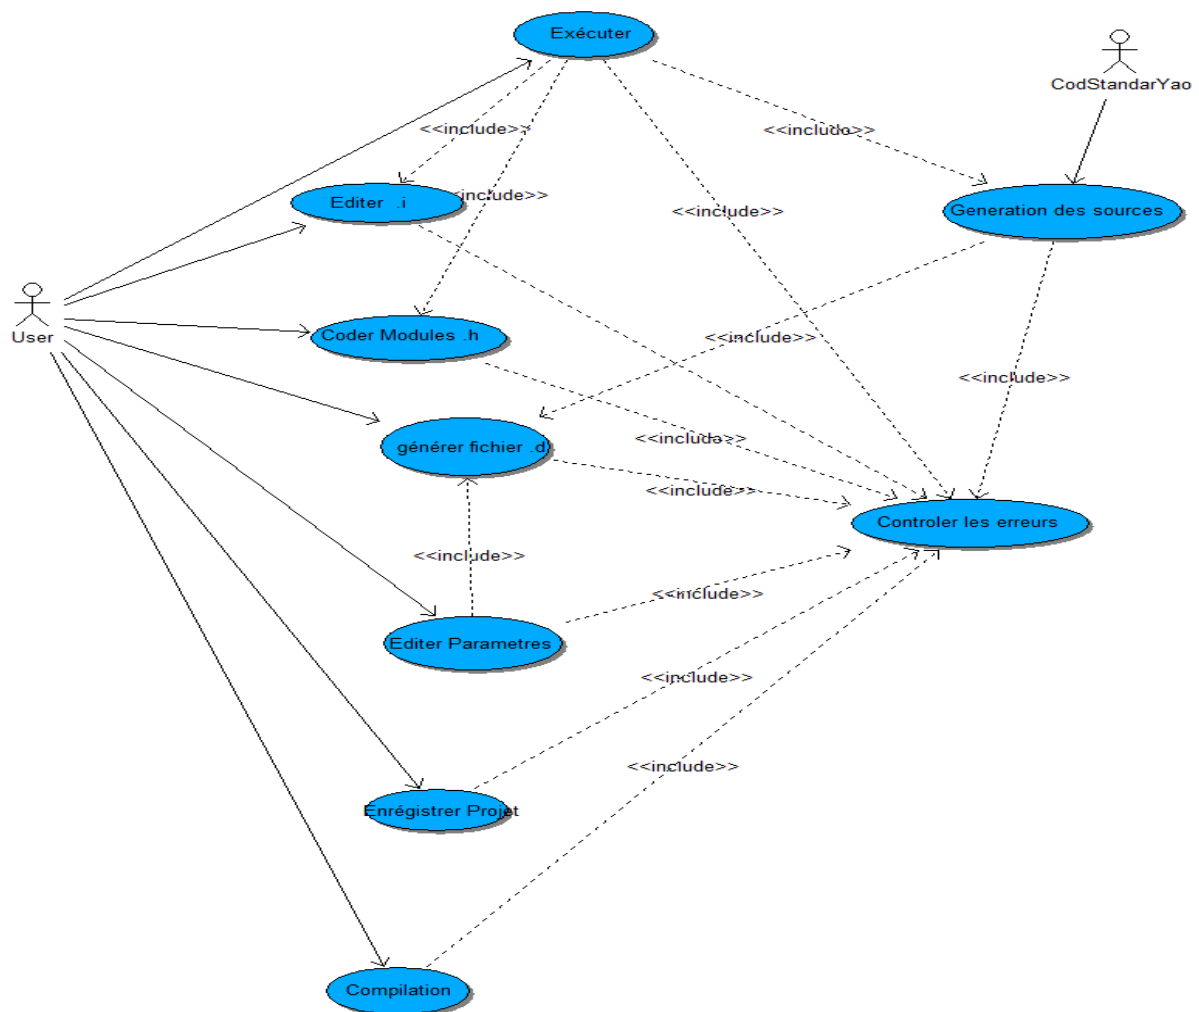 Exécuter
CodStandarYao
<<include>>
<<include>>
Editer .i
<<include>>
<<include>>
Generation des sources
User
Coder Modules .h
<<include>>
<<include>>
générer fichier .d
<<include>>
<<include>>
Controler les erreurs
<<include>>
<<include>>
Editer Parametres
<<include>>
<<include>>
Enrégistrer Projet
Compilation